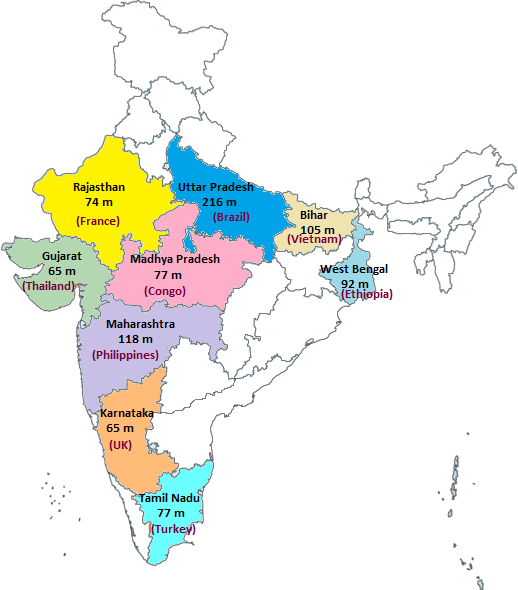 Rajasthan
74 m
(France)
Uttar Pradesh
216 m
(Brazil)
Bihar
105 m
(Vietnam)
Gujarat
65 m
(Thailand)
Madhya Pradesh
77 m
(Congo)
West Bengal
92 m
(Ethiopia)
Maharashtra
118 m
(Philippines)
Karnataka
65 m
(UK)
Tamil Nadu
77 m
(Turkey)